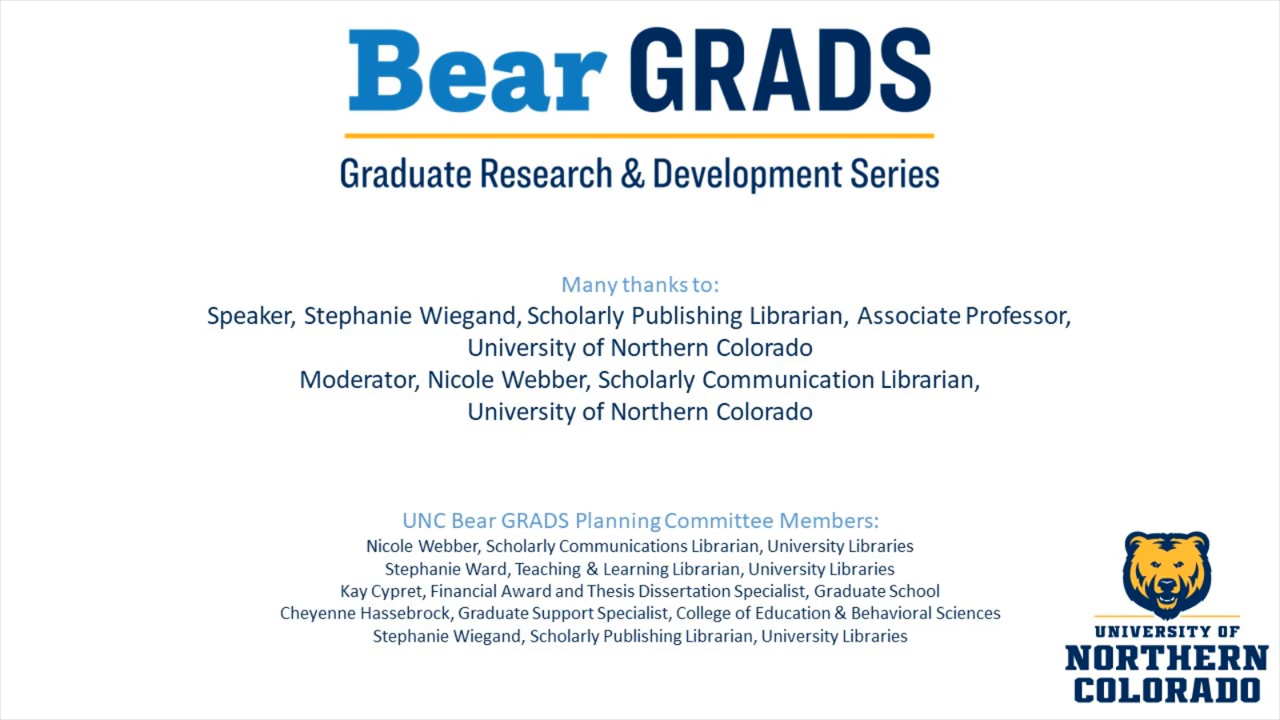 Bear GRADS
Graduate Research & Development Series
Many thanks to:
Speaker, Stephanie Wiegand, Scholarly Publishing Librarian, Associate Professor,
University of Northern Colorado
Moderator, Nicole Webber, Scholarly Communication Librarian,
University of Northern Colorado
UNC Bear GRADS Planning Committee Members:
Nicole Webber, Scholarly Communications Librarian, University Libraries
Stephanie Ward, Teaching & Learning Librarian, University Libraries
Kay Cypret, Financial Award and Thesis Dissertation Specialist, Graduate School
Cheyenne Hassebrock, Graduate Support Specialist, College of Education & Behavioral Sciences
Stephanie Wiegand, Scholarly Publishing Librarian, University Libraries
UNIVERSITY OF
NORTHERN
COLORADO